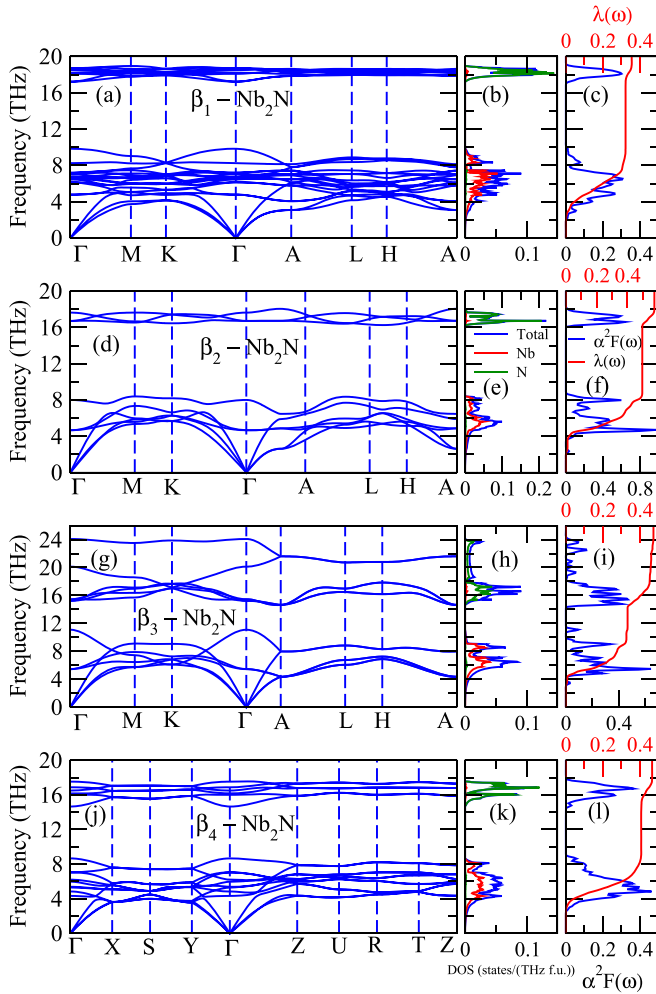 λ(ω)
0 0.2 0.4
20
16
12
8
4
0
Frequency (THz)
(a)
β1 – Nb2N
(b)
(c)
Γ M K Γ A L H A
0 0.1
0 0.2 0.4
0 0.2 0.4
20
16
12
8
4
0
Frequency (THz)
(d)
β2 – Nb2N
Total
Nb
N
(e)
α²F(ω)
λ(ω)
(f)
Γ M K Γ A L H A
0 0.1 0.2
0 0.4 0.8
0 0.2 0.4
24
20
16
12
8
4
0
Frequency (THz)
(g)
β3 – Nb2N
(h)
(i)
Γ M K Γ A L H A
0 0.1
0 0.4
0 0.2 0.4
20
16
12
8
4
0
Frequency (THz)
(j)
β4 – Nb2N
(k)
(l)
Γ X S Y Γ Z U R T Z
0 0.1
0 0.2 0.4
DOS (states/(THz f.u.))
α²F(ω)